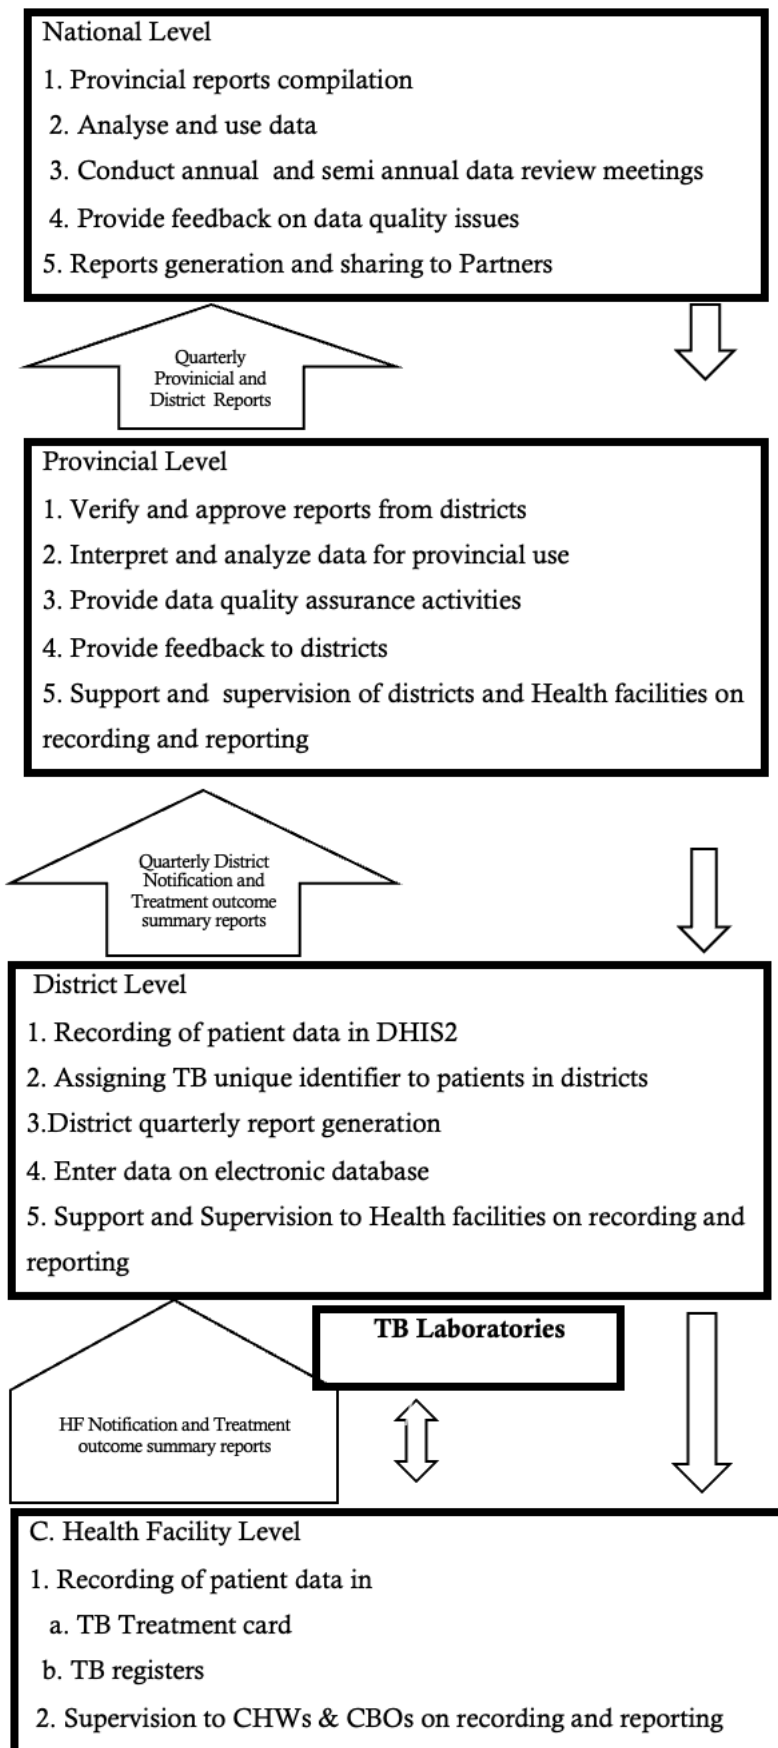 National Level
1. Provincial reports compilation
2. Analyse and use data
3. Conduct annual and semi annual data review meetings
4. Provide feedback on data quality issues
5. Reports generation and sharing to Partners
Quarterly
Provinicial and
District Reports
Provincial Level
1. Verify and approve reports from districts
2. Interpret and analyze data for provincial use
3. Provide data quality assurance activities
4. Provide feedback to districts
5. Support and supervision of districts and Health facilities on
recording and reporting
Quarterly District
Notification and
Treatment outcome
summary reports
District Level
1. Recording of patient data in DHIS2
2. Assigning TB unique identifier to patients in districts
3.District quarterly report generation
4. Enter data on electronic database
5. Support and Supervision to Health facilities on recording and
reporting
TB Laboratories
HF Notification and Treatment
outcome summary reports
C. Health Facility Level
1. Recording of patient data in
a. TB Treatment card
b. TB registers
2. Supervision to CHWs & CBOs on recording and reporting